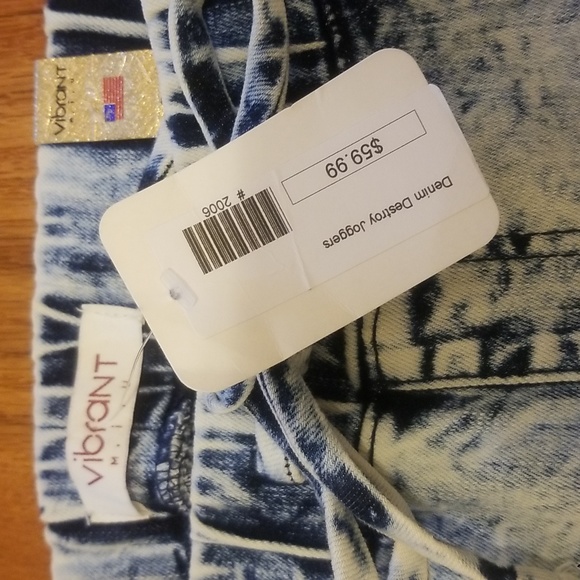 VibraNT
M.i.U
VibraNT
M.i.U
Denim Destroy Joggers
$59.99
# 2006